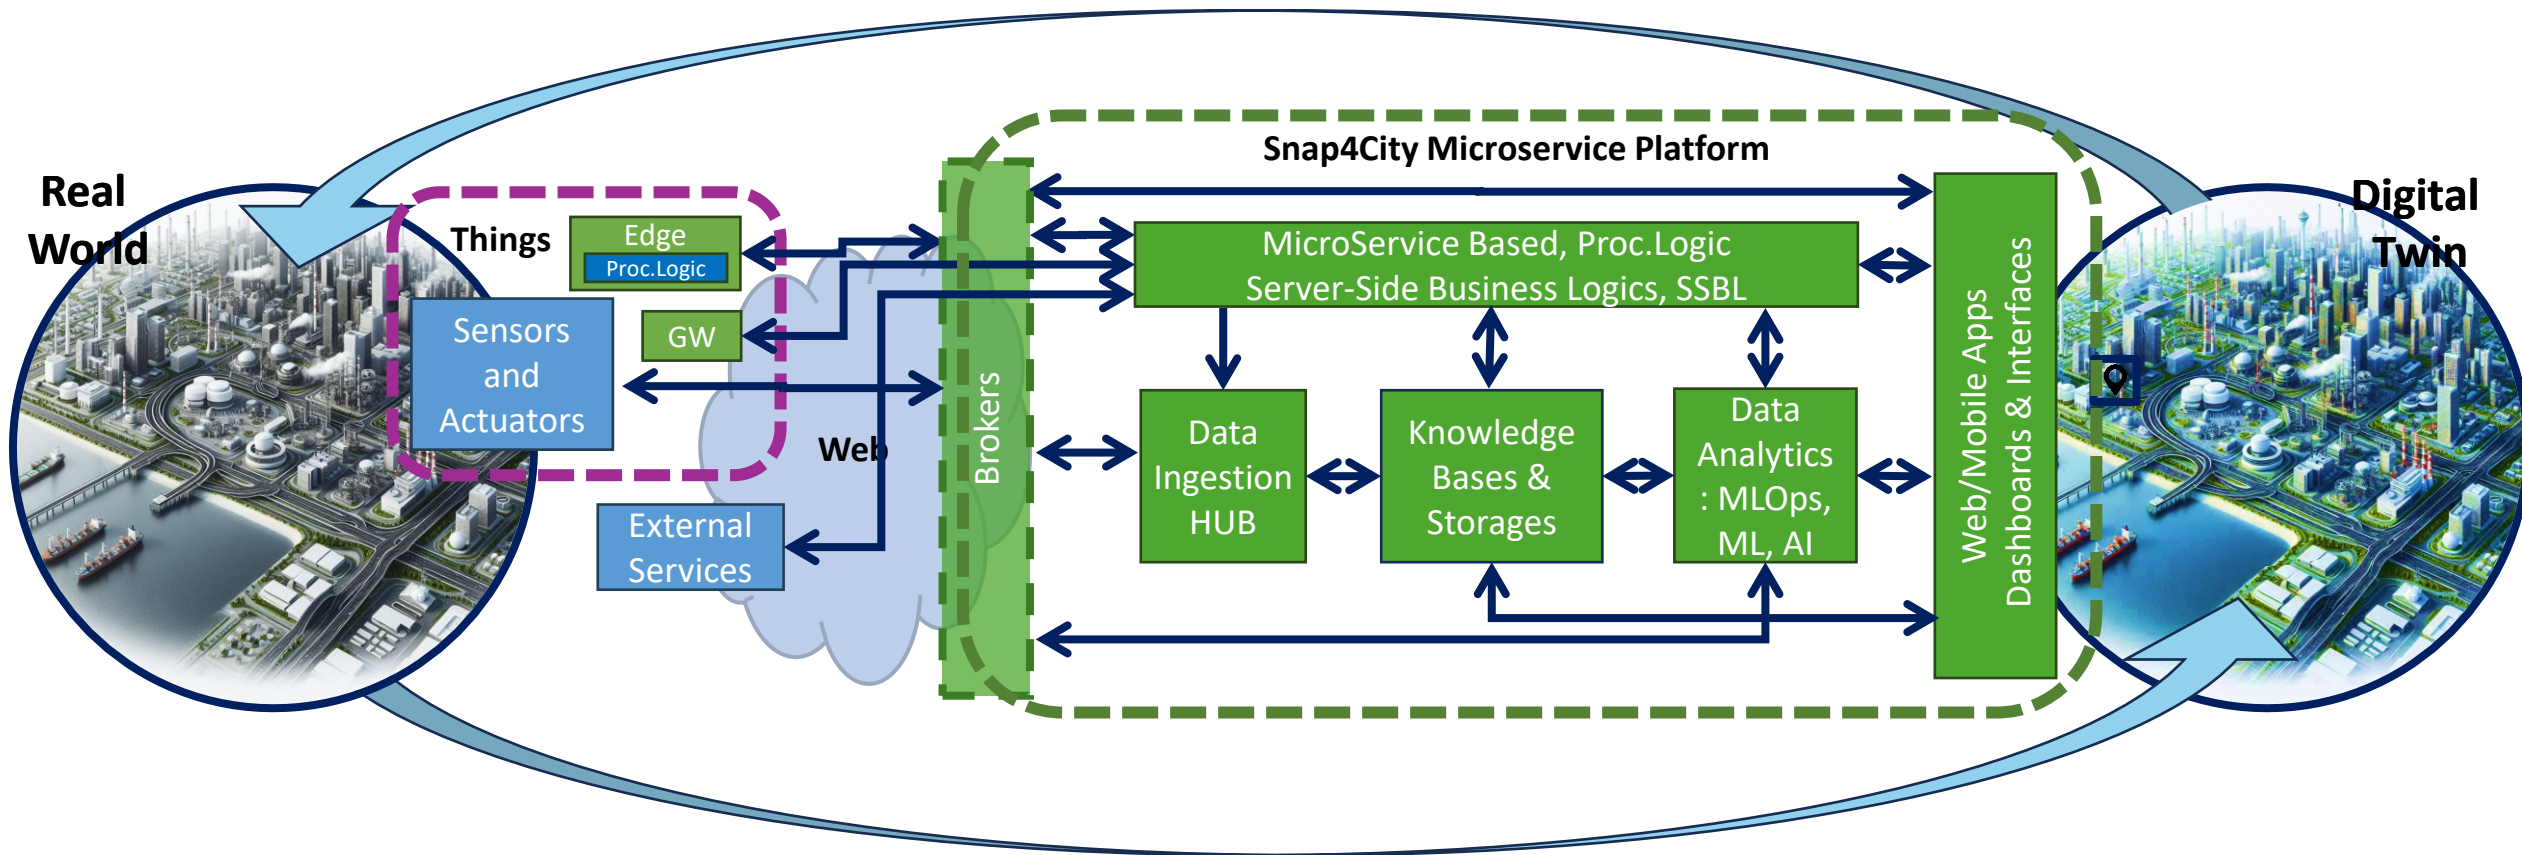 Snap4City Microservice Platform
Real
World
Things
Edge
Proc.Logic
Sensors
and
Actuators
GW
Web
External
Services
Brokers
MicroService Based, Proc.Logic
Server-Side Business Logics, SSBL
Data
Ingestion
HUB
Knowledge
Bases &
Storages
Data
Analytics
: MLOps,
ML, AI
Web/Mobile Apps
Dashboards & Interfaces
Digital
Twin